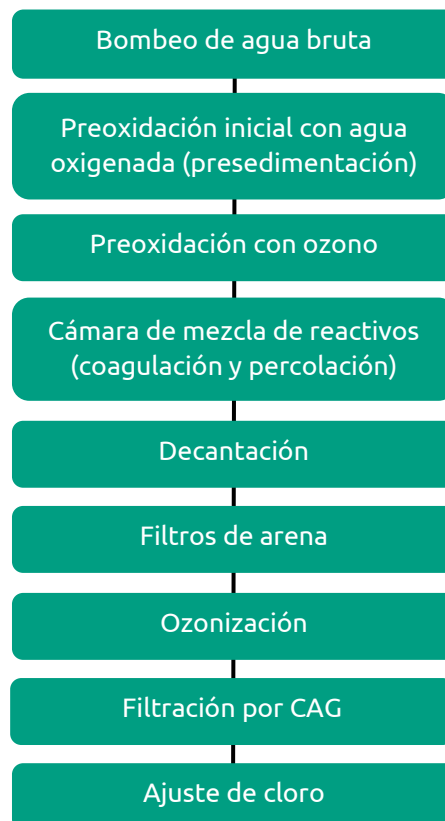 Bombeo de agua bruta
Preoxidación inicial con agua
oxigenada (presedimentación)
Preoxidación con ozono
Cámara de mezcla de reactivos
(coagulación y percolación)
Decantación
Filtros de arena
Ozonización
Filtración por CAG
Ajuste de cloro